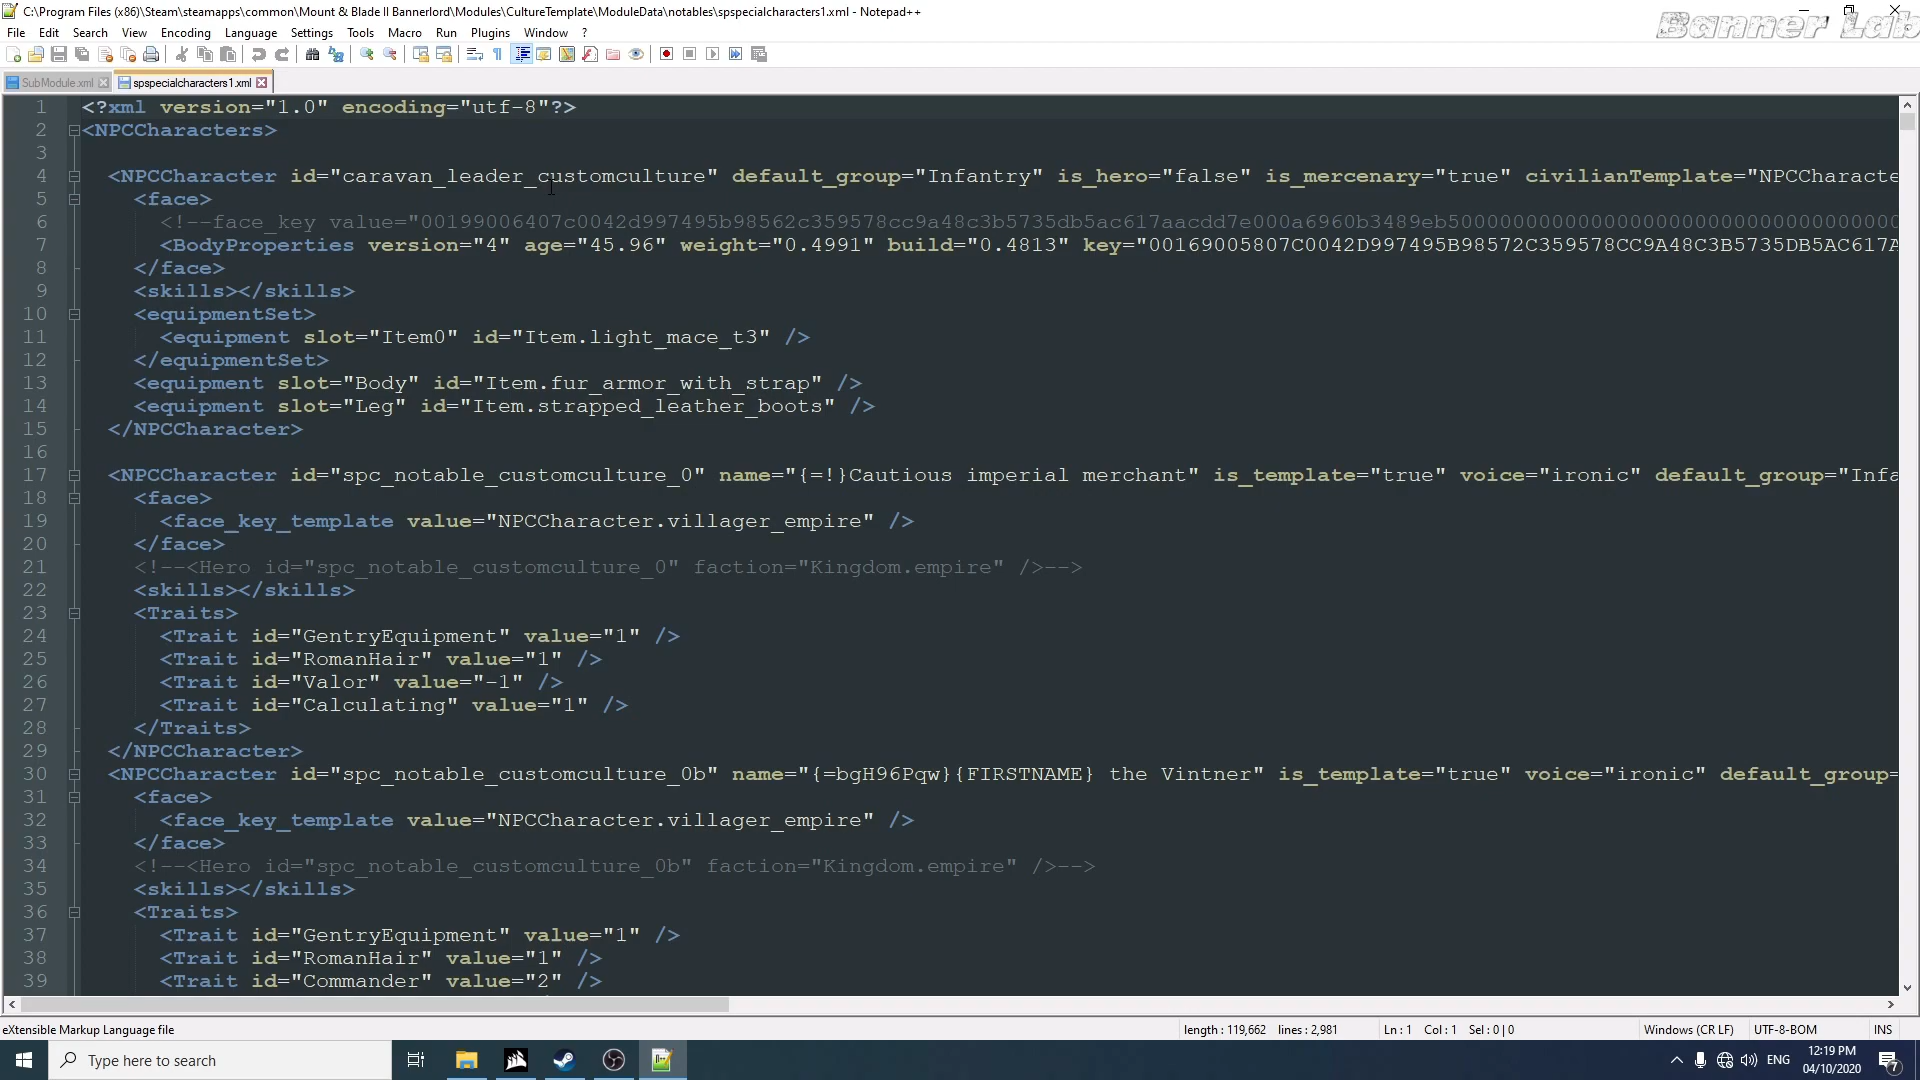 C:\Program Files (x86)\Steam\steamapps\common\Mount & Blade II Bannerlord\Modules\CultureTemplate\ModuleData\notables\spspecialcharacters1.xml - Notepad++
Banner Lab
File Edit Search View Encoding Language Settings Tools Macro Run Plugins Window ?
SubModule.xml spspecialcharacters1.xml
1 <?xml version="1.0" encoding="utf-8"?>
2 <NPCCharacters>
3
4 <NPCCharacter id="caravan_leader_customculture" default_group="Infantry" is_hero="false" is_mercenary="true" civilianTemplate="NPCCharacte
5 <face>
6 <!--face_key value="00199006407c0042d997495b98562c359578cc9a48c3b5735db5ac617aacdd7e000a6960b3489eb50000000000000000000000000000000000
7 <BodyProperties version="4" age="45.96" weight="0.4991" build="0.4813" key="00169005807C0042D997495B98572C359578CC9A48C3B5735DB5AC617A
8 </face>
9 <skills></skills>
10 <equipmentSet>
11 <equipment slot="Item0" id="Item.light_mace_t3" />
12 </equipmentSet>
13 <equipment slot="Body" id="Item.fur_armor_with_strap" />
14 <equipment slot="Leg" id="Item.strapped_leather_boots" />
15 </NPCCharacter>
16
17 <NPCCharacter id="spc_notable_customculture_0" name="{=!}Cautious imperial merchant" is_template="true" voice="ironic" default_group="Infa
18 <face>
19 <face_key_template value="NPCCharacter.villager_empire" />
20 </face>
21 <!--<Hero id="spc_notable_customculture_0" faction="Kingdom.empire" />-->
22 <skills></skills>
23 <Traits>
24 <Trait id="GentryEquipment" value="1" />
25 <Trait id="RomanHair" value="1" />
26 <Trait id="Valor" value="-1" />
27 <Trait id="Calculating" value="1" />
28 </Traits>
29 </NPCCharacter>
30 <NPCCharacter id="spc_notable_customculture_0b" name="{=bgH96Pqw}{FIRSTNAME} the Vintner" is_template="true" voice="ironic" default_group=
31 <face>
32 <face_key_template value="NPCCharacter.villager_empire" />
33 </face>
34 <!--<Hero id="spc_notable_customculture_0b" faction="Kingdom.empire" />-->
35 <skills></skills>
36 <Traits>
37 <Trait id="GentryEquipment" value="1" />
38 <Trait id="RomanHair" value="1" />
39 <Trait id="Commander" value="2" />
eXtensible Markup Language file length : 119,662 lines : 2,981 Ln : 1 Col : 1 Sel : 0 | 0 Windows (CR LF) UTF-8-BOM INS
Type here to search ENG 12:19 PM
04/10/2020 7